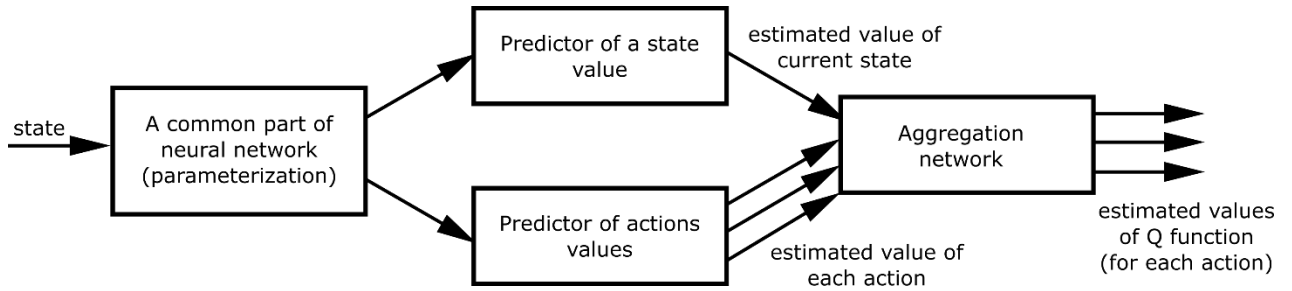 state
A common part of
neural network
(parameterization)
Predictor of a state
value
estimated value of
current state
Predictor of actions
values
estimated value of
each action
Aggregation
network
estimated values
of Q function
(for each action)